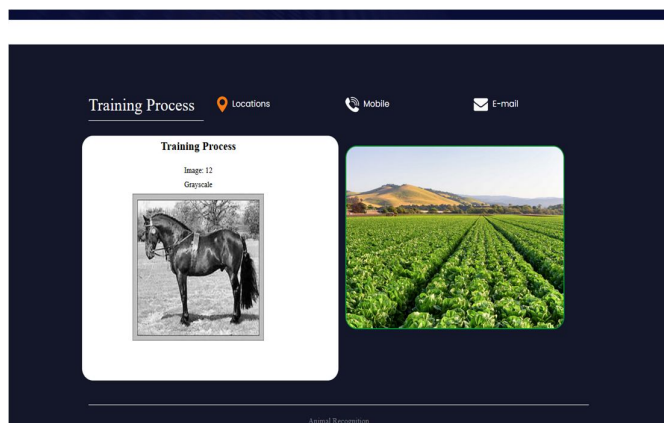 Training Process
Locations
Mobile
E-mail
Training Process
Image: 12
Grayscale
Animal Recognition